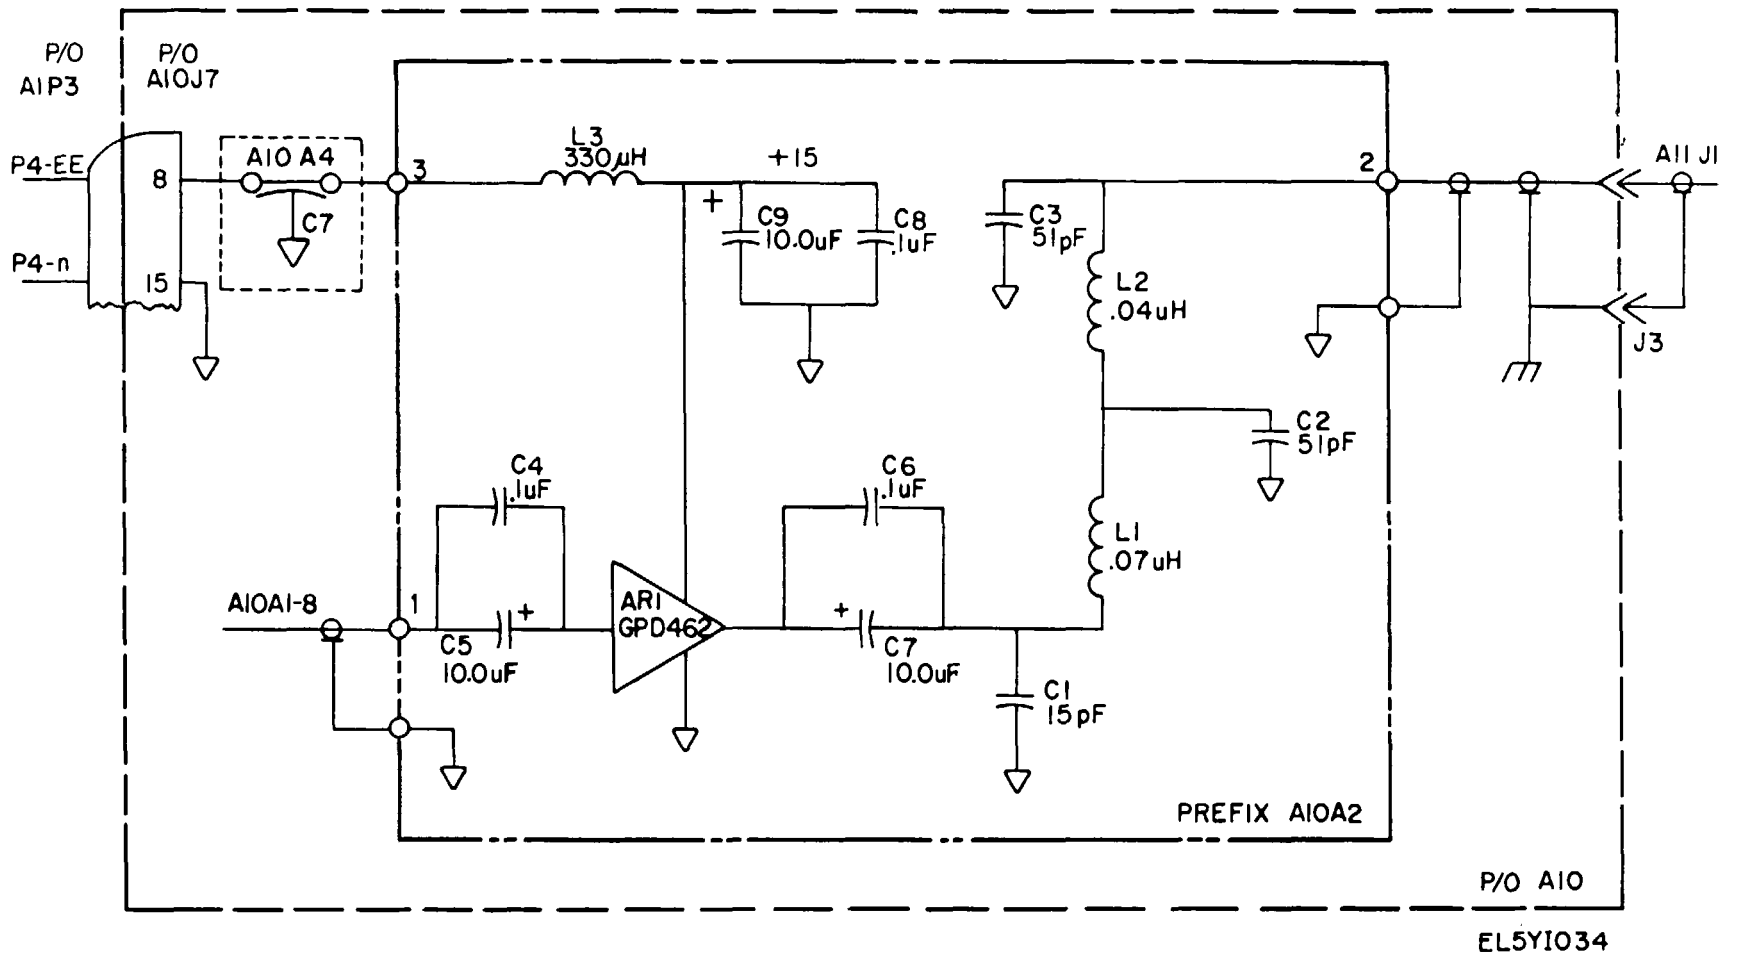 P/O
A1P3
P/O
A10J7
P4-EE
8
A10 A4
C7
3
L3
330µH
+15
+
C9
10.0uF
C8
.1uF
C3
51pF
2
A11 J1
P4-n
15
L2
.04uH
J3
C2
51pF
C4
.1uF
C6
.1uF
L1
.07uH
A10A1-8
1
+
C5
10.0uF
AR1
GPD462
+
C7
10.0uF
C1
15pF
PREFIX A10A2
P/O A10
EL5YI034